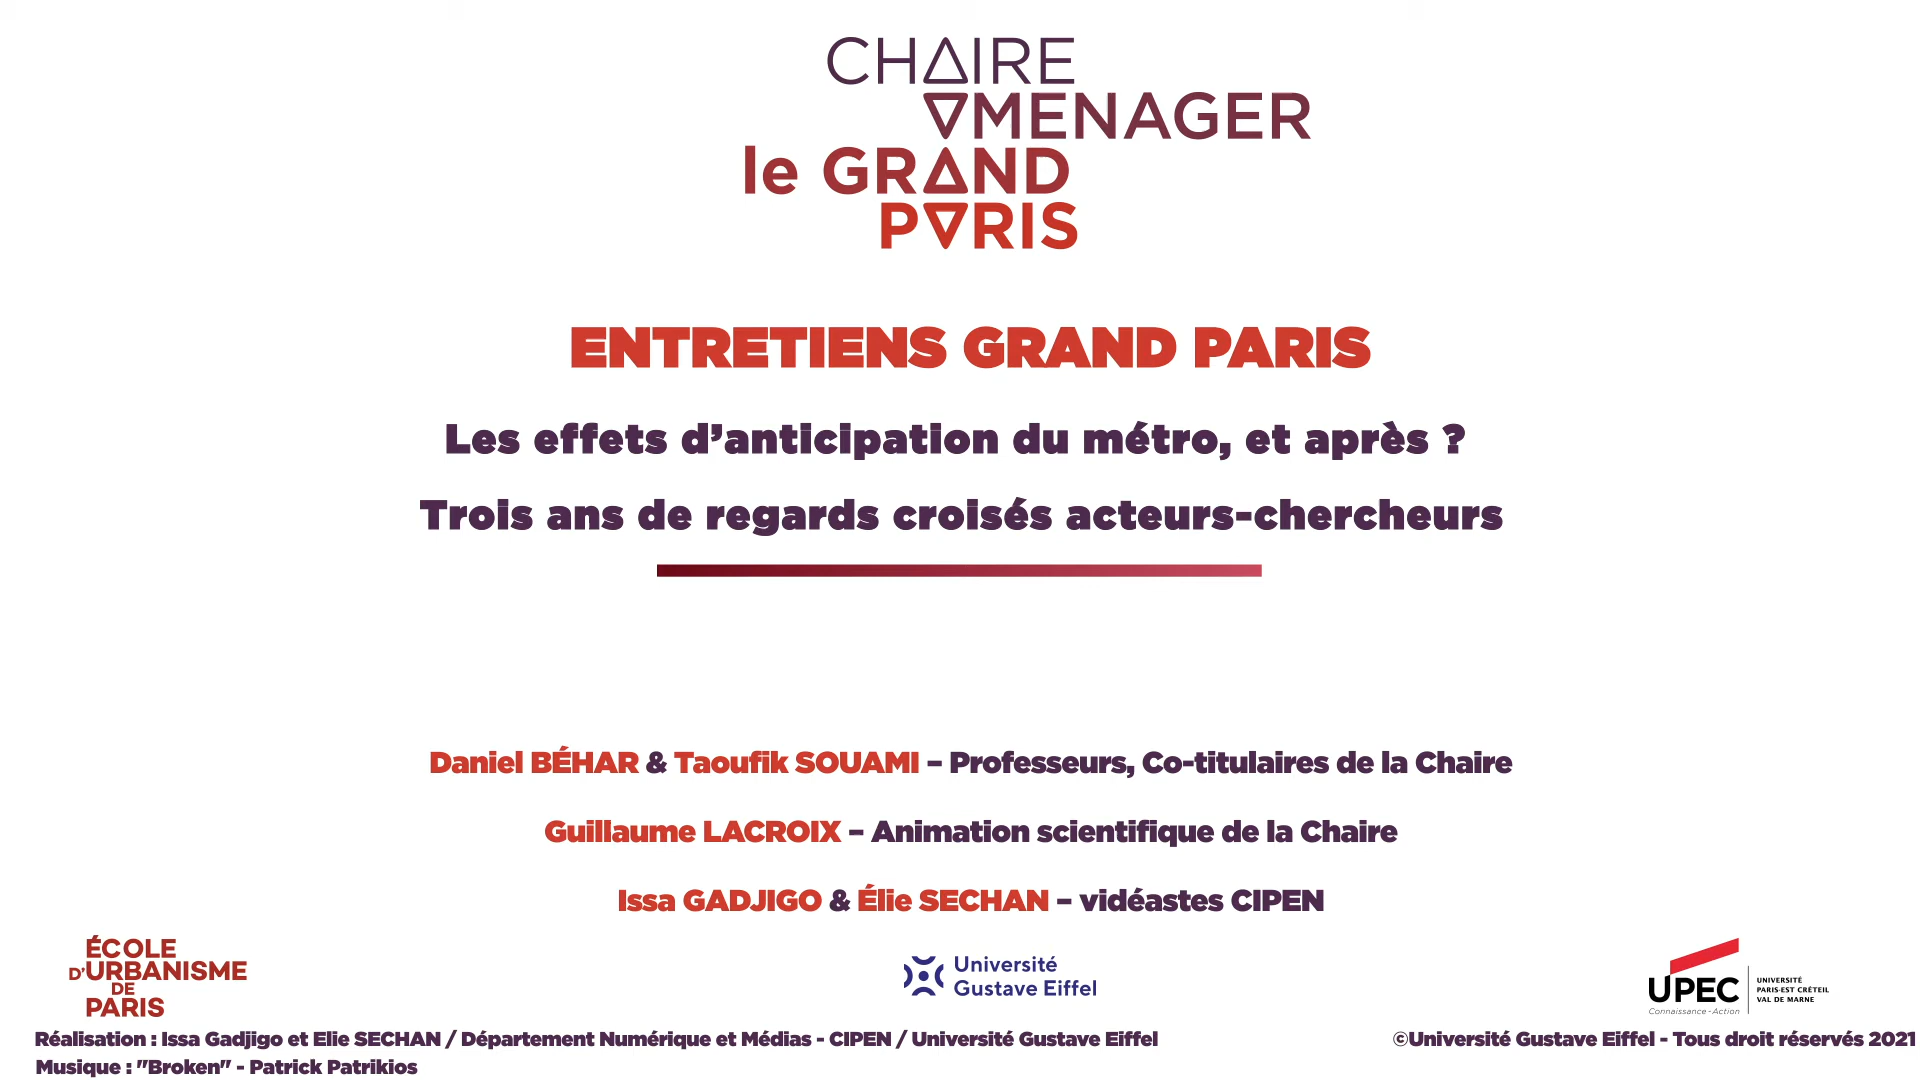 CHAIRE
AMENAGER
le GRAND
PARIS
ENTRETIENS GRAND PARIS
Les effets d’anticipation du métro, et après ?
Trois ans de regards croisés acteurs-chercheurs
Daniel BÉHAR & Taoufik SOUAMI – Professeurs, Co-titulaires de la Chaire
Guillaume LACROIX – Animation scientifique de la Chaire
Issa GADJIGO & Élie SECHAN – vidéastes CIPEN
ÉCOLE
D’URBANISME
DE
PARIS
Université
Gustave Eiffel
UPEC
Connaissance - Action
UNIVERSITÉ
PARIS-EST CRÉTEIL
VAL DE MARNE
Réalisation : Issa Gadjigo et Elie SECHAN / Département Numérique et Médias - CIPEN / Université Gustave Eiffel
Musique : "Broken" - Patrick Patrikios
©Université Gustave Eiffel - Tous droit réservés 2021